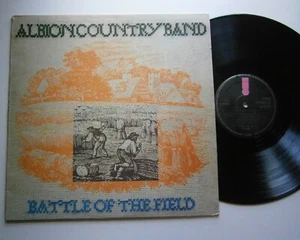 ALBION COUNTRY BAND
BATTLE OF THE FIELD